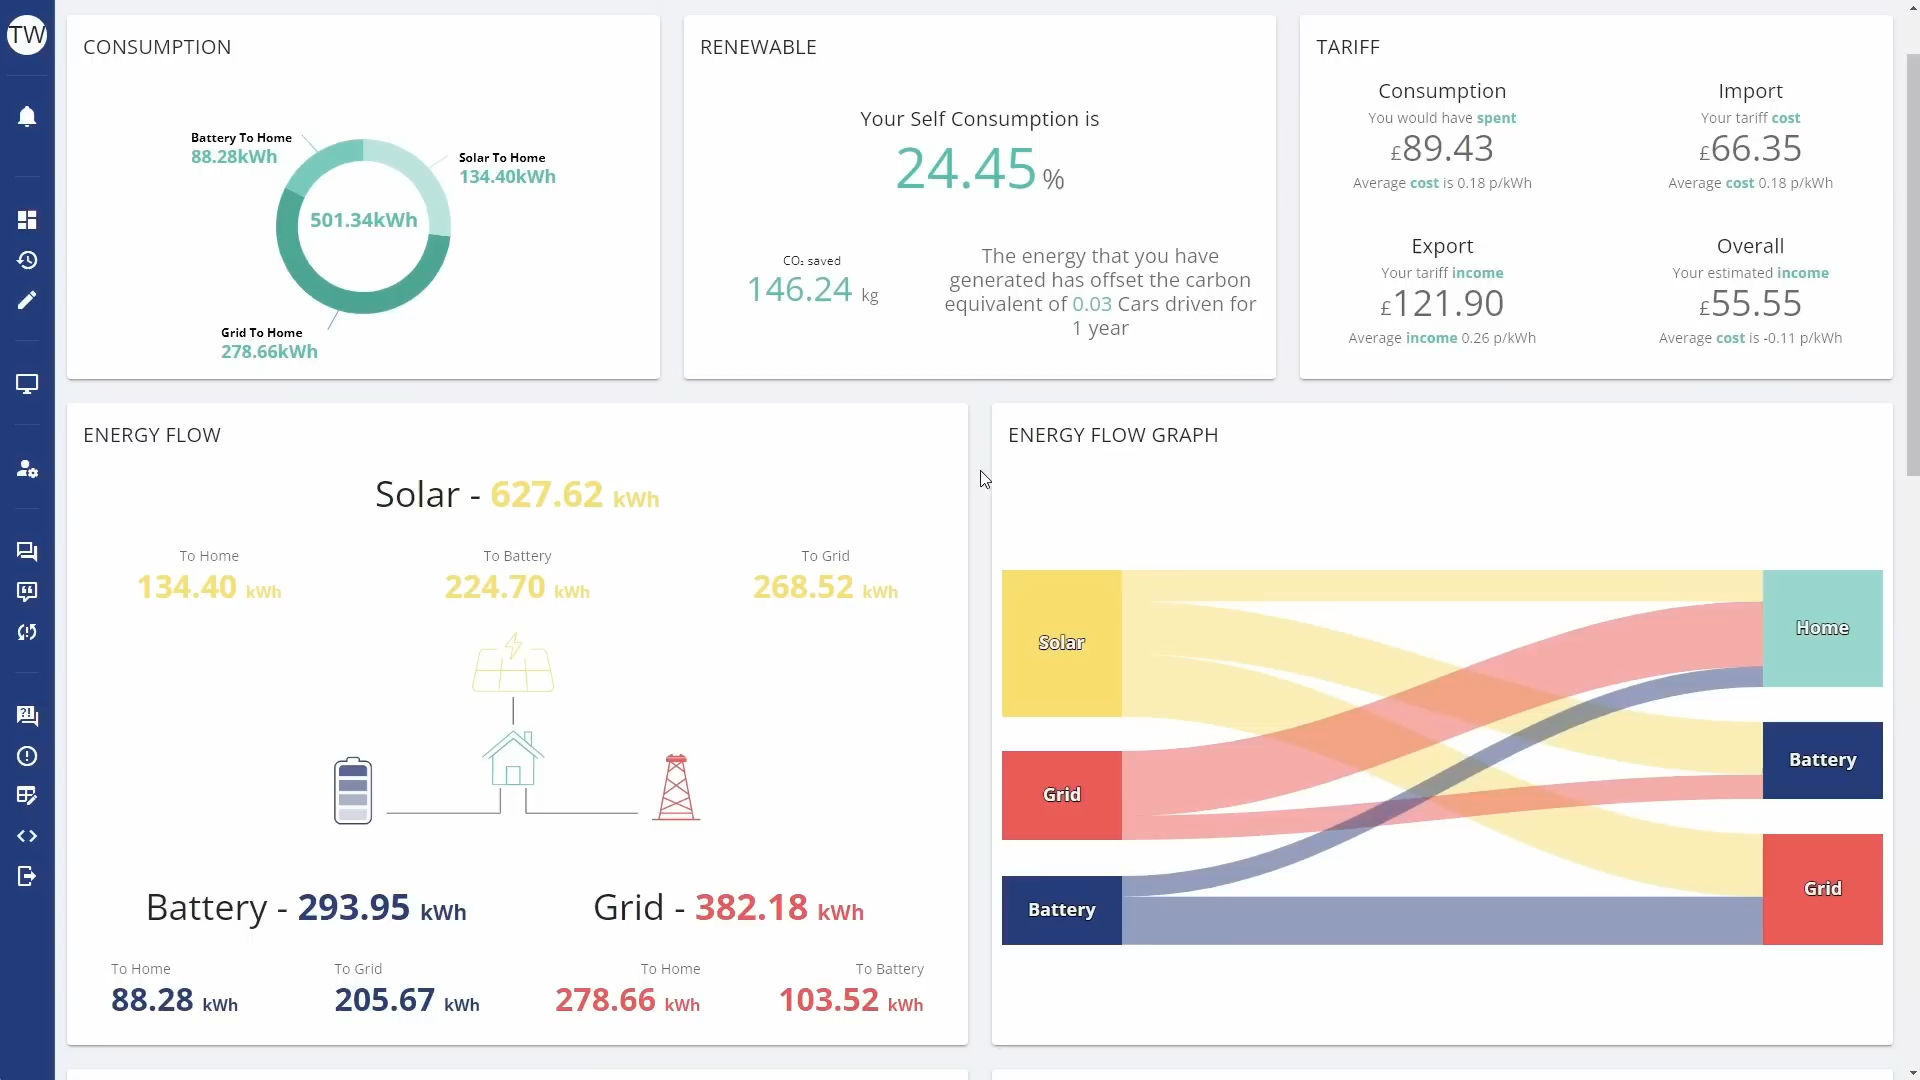 TW
CONSUMPTION
Battery To Home
88.28kWh
Solar To Home
134.40kWh
501.34kWh
Grid To Home
278.66kWh
RENEWABLE
Your Self Consumption is
24.45 %
CO₂ saved
146.24 kg
The energy that you have
generated has offset the carbon
equivalent of 0.03 Cars driven for
1 year
TARIFF
Consumption
You would have spent
£89.43
Average cost is 0.18 p/kWh
Import
Your tariff cost
£66.35
Average cost 0.18 p/kWh
Export
Your tariff income
£121.90
Average income 0.26 p/kWh
Overall
Your estimated income
£55.55
Average cost is -0.11 p/kWh
ENERGY FLOW
Solar - 627.62 kWh
To Home
134.40 kWh
To Battery
224.70 kWh
To Grid
268.52 kWh
Battery - 293.95 kWh
Grid - 382.18 kWh
To Home
88.28 kWh
To Grid
205.67 kWh
To Home
278.66 kWh
To Battery
103.52 kWh
ENERGY FLOW GRAPH
Solar
Home
Battery
Grid
Grid
Battery